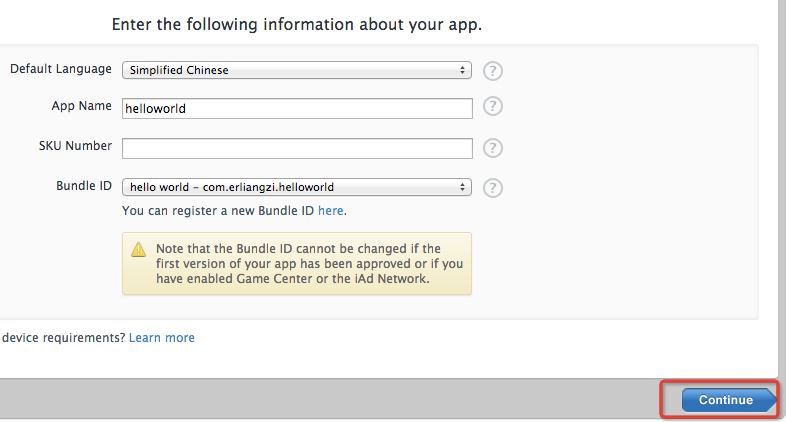 Enter the following information about your app.
Default Language Simplified Chinese ?
App Name helloworld ?
SKU Number ?
Bundle ID hello world - com.erliangzi.helloworld ?
You can register a new Bundle ID here.
Note that the Bundle ID cannot be changed if the
first version of your app has been approved or if you
have enabled Game Center or the iAd Network.
device requirements? Learn more
Continue